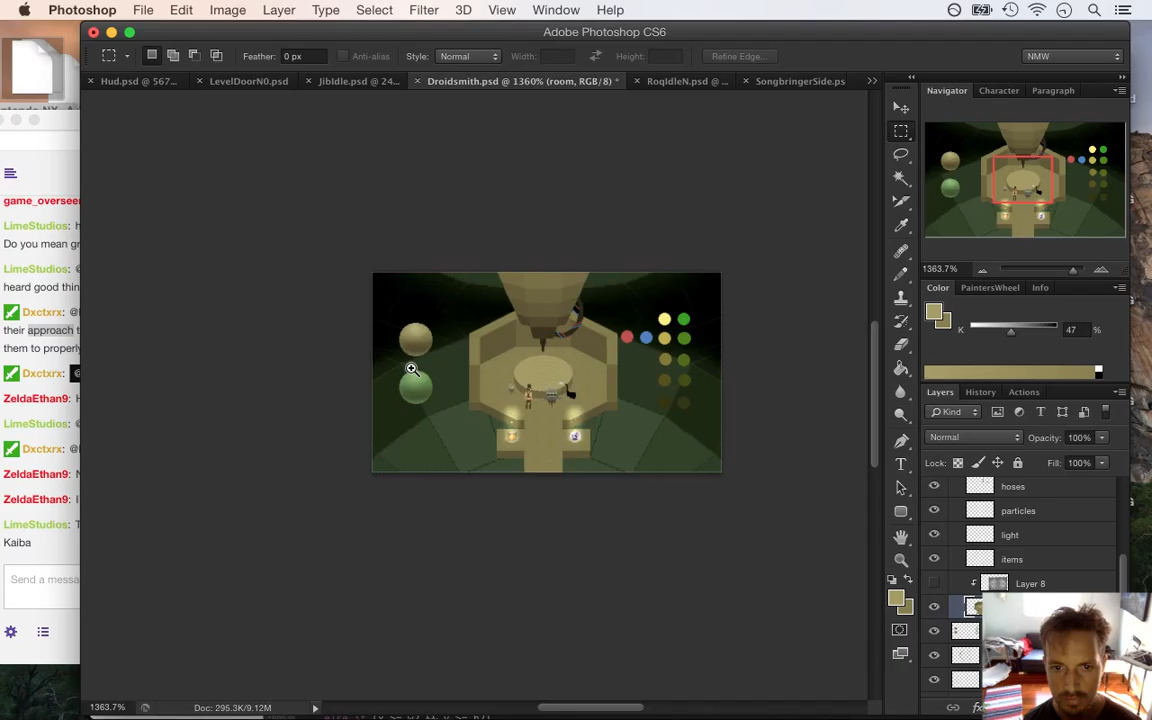 Photoshop File Edit Image Layer Type Select Filter 3D View Window Help
Adobe Photoshop CS6
Feather: 0 px Anti-alias Style: Normal Width: Height: Refine Edge... NMW
Hud.psd @ 567... LevelDoorN0.psd JibIdle.psd @ 24... Droidsmith.psd @ 1360% (room, RGB/8) * RoqIdleN.psd @ ... SongbringerSide.ps
Navigator Character Paragraph
1363.7%
Color PaintersWheel Info
K 47 %
Layers History Actions
Kind
Normal Opacity: 100%
Lock: Fill: 100%
hoses
particles
light
items
Layer 8
game_overseer
LimeStudios: h
Do you mean gr
LimeStudios: @
heard good thin
Dxctxrx: @
their approach t
them to properly
Dxctxrx: @
ZeldaEthan9: H
LimeStudios: @
Dxctxrx: @
ZeldaEthan9: N
ZeldaEthan9: I
LimeStudios: T
Kaiba
Send a messa
1363.7% Doc: 295.3K/9.12M